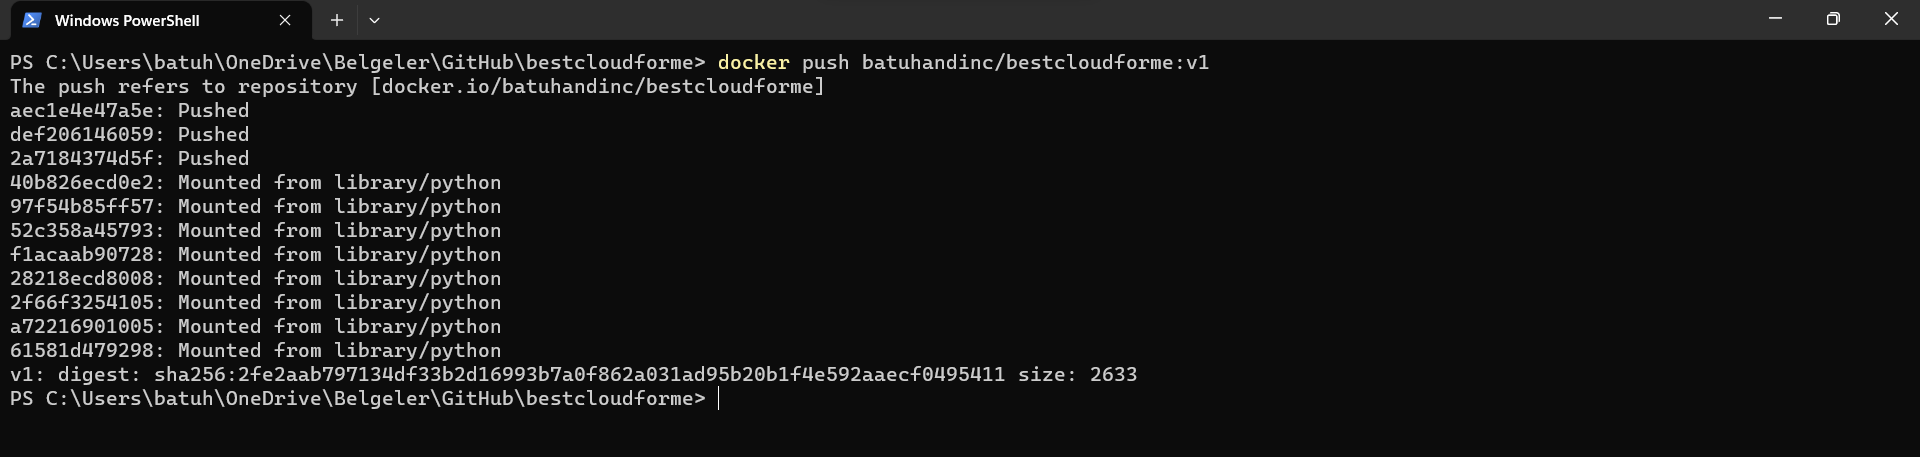 Windows PowerShell
PS C:\Users\batuh\OneDrive\Belgeler\GitHub\bestcloudforme> docker push batuhandinc/bestcloudforme:v1
The push refers to repository [docker.io/batuhandinc/bestcloudforme]
aec1e4e47a5e: Pushed
def206146059: Pushed
2a7184374d5f: Pushed
40b826ecd0e2: Mounted from library/python
97f54b85ff57: Mounted from library/python
52c358a45793: Mounted from library/python
f1acaab90728: Mounted from library/python
28218ecd8008: Mounted from library/python
2f66f3254105: Mounted from library/python
a72216901005: Mounted from library/python
61581d479298: Mounted from library/python
v1: digest: sha256:2fe2aab797134df33b2d16993b7a0f862a031ad95b20b1f4e592aaecf0495411 size: 2633
PS C:\Users\batuh\OneDrive\Belgeler\GitHub\bestcloudforme>